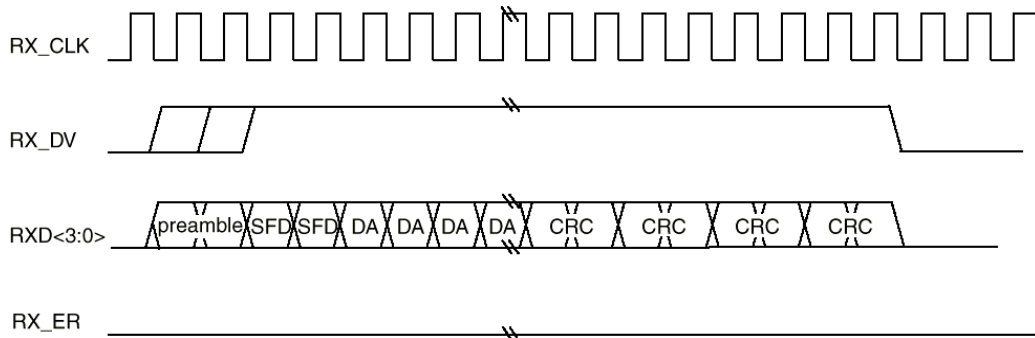 RX_CLK
RX_DV
RXD<3:0> preamble SFD SFD DA DA DA DA CRC CRC CRC CRC
RX_ER